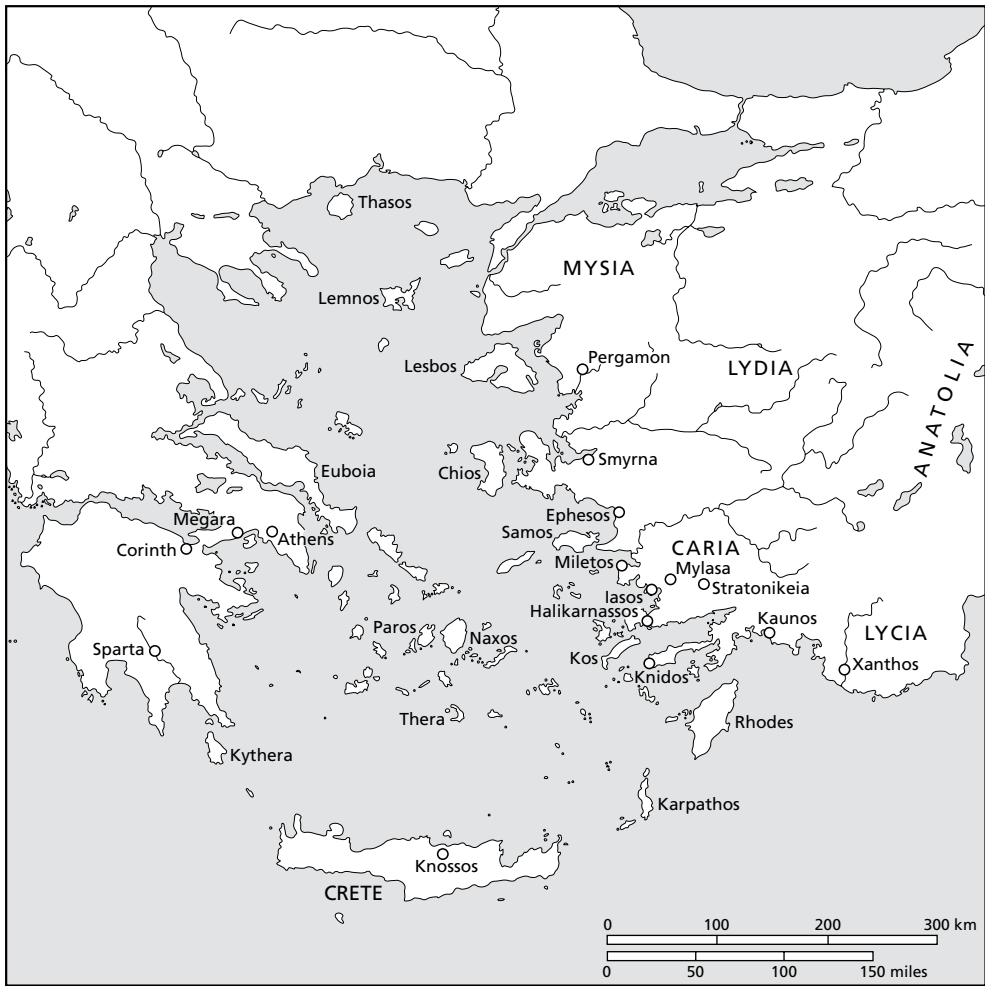 Thasos
MYSIA
Lemnos
Pergamon
Lesbos
LYDIA
ANATOLIA
Euboia
Chios
Smyrna
Megara
Ephesos
Athens
Samos
Corinth
CARIA
Miletos
Mylasa
Stratonikeia
Iasos
Halikarnassos
Kaunos
Paros
Naxos
LYCIA
Sparta
Kos
Xanthos
Knidos
Thera
Rhodes
Kythera
Karpathos
Knossos
CRETE
0 100 200 300 km
0 50 100 150 miles